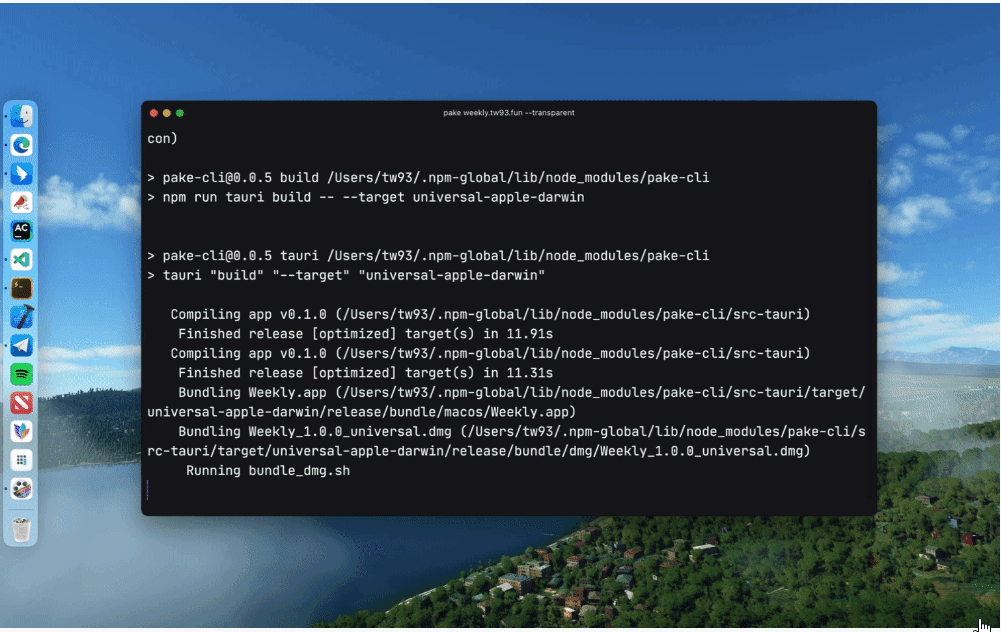 pake weekly.tw93.fun --transparent
con)
> pake-cli@0.0.5 build /Users/tw93/.npm-global/lib/node_modules/pake-cli
> npm run tauri build -- --target universal-apple-darwin
> pake-cli@0.0.5 tauri /Users/tw93/.npm-global/lib/node_modules/pake-cli
> tauri "build" "--target" "universal-apple-darwin"
Compiling app v0.1.0 (/Users/tw93/.npm-global/lib/node_modules/pake-cli/src-tauri)
Finished release [optimized] target(s) in 11.91s
Compiling app v0.1.0 (/Users/tw93/.npm-global/lib/node_modules/pake-cli/src-tauri)
Finished release [optimized] target(s) in 11.31s
Bundling Weekly.app (/Users/tw93/.npm-global/lib/node_modules/pake-cli/src-tauri/target/
universal-apple-darwin/release/bundle/macos/Weekly.app)
Bundling Weekly_1.0.0_universal.dmg (/Users/tw93/.npm-global/lib/node_modules/pake-cli/s
rc-tauri/target/universal-apple-darwin/release/bundle/dmg/Weekly_1.0.0_universal.dmg)
Running bundle_dmg.sh
AC